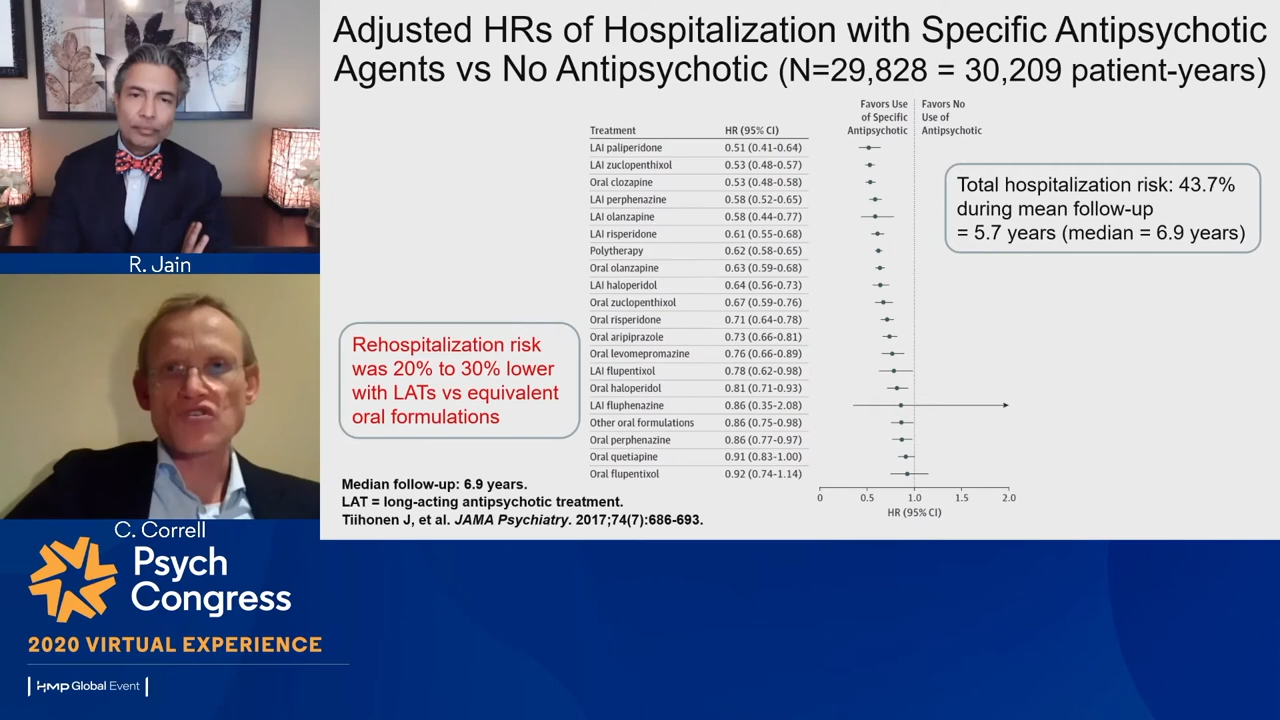 Adjusted HRs of Hospitalization with Specific Antipsychotic
Agents vs No Antipsychotic (N=29,828 = 30,209 patient-years)
R. Jain
C. Correll
Psych
Congress
2020 VIRTUAL EXPERIENCE
HMP Global Event
Rehospitalization risk
was 20% to 30% lower
with LATs vs equivalent
oral formulations
Favors Use
of Specific
Antipsychotic
Favors No
Use of
Antipsychotic
Treatment HR (95% CI)
LAI paliperidone 0.51 (0.41-0.64)
LAI zuclopenthixol 0.53 (0.48-0.57)
Oral clozapine 0.53 (0.48-0.58)
LAI perphenazine 0.58 (0.52-0.65)
LAI olanzapine 0.58 (0.44-0.77)
LAI risperidone 0.61 (0.55-0.68)
Polytherapy 0.62 (0.58-0.65)
Oral olanzapine 0.63 (0.59-0.68)
LAI haloperidol 0.64 (0.56-0.73)
Oral zuclopenthixol 0.67 (0.59-0.76)
Oral risperidone 0.71 (0.64-0.78)
Oral aripiprazole 0.73 (0.66-0.81)
Oral levomepromazine 0.76 (0.66-0.89)
LAI flupentixol 0.78 (0.62-0.98)
Oral haloperidol 0.81 (0.71-0.93)
LAI fluphenazine 0.86 (0.35-2.08)
Other oral formulations 0.86 (0.75-0.98)
Oral perphenazine 0.86 (0.77-0.97)
Oral quetiapine 0.91 (0.83-1.00)
Oral flupentixol 0.92 (0.74-1.14)
0 0.5 1.0 1.5 2.0
HR (95% CI)
Total hospitalization risk: 43.7%
during mean follow-up
= 5.7 years (median = 6.9 years)
Median follow-up: 6.9 years.
LAT = long-acting antipsychotic treatment.
Tiihonen J, et al. JAMA Psychiatry. 2017;74(7):686-693.